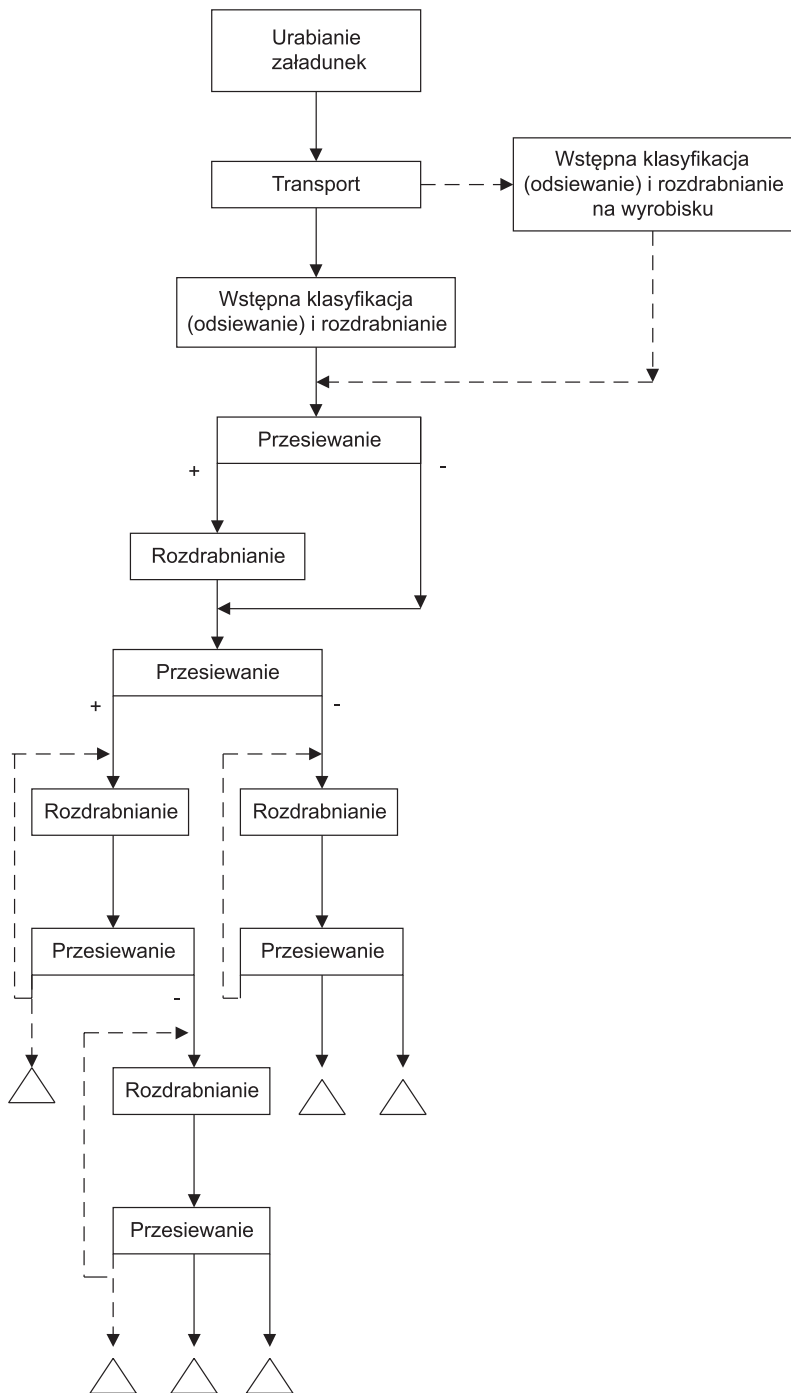 Urabianie
załadunek
Transport
Wstępna klasyfikacja
(odsiewanie) i rozdrabnianie
na wyrobisku
Wstępna klasyfikacja
(odsiewanie) i rozdrabnianie
Przesiewanie
+
-
Rozdrabnianie
Przesiewanie
+
-
Rozdrabnianie
Rozdrabnianie
Przesiewanie
Przesiewanie
-
Rozdrabnianie
Przesiewanie